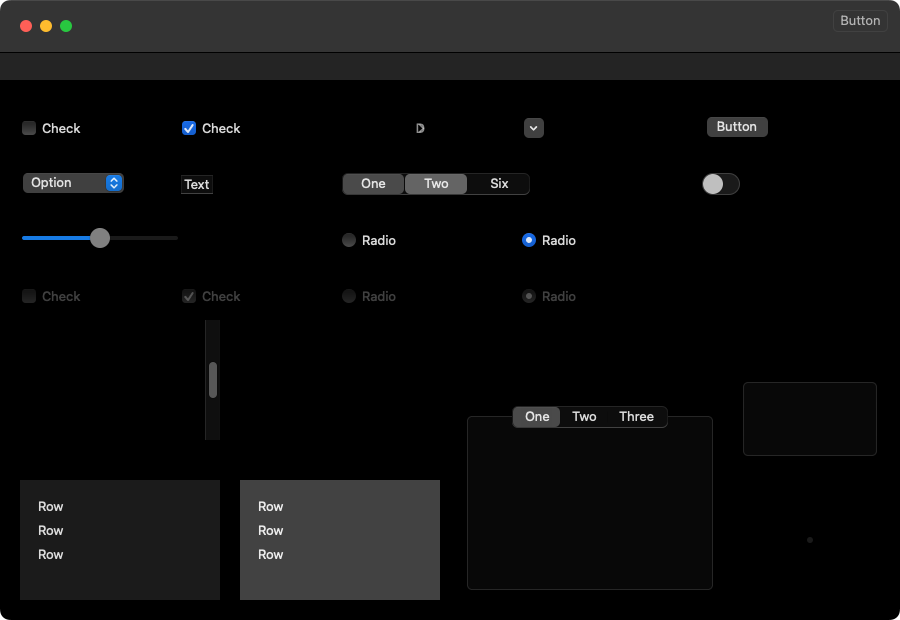 Button
Check
Check
D
Button
Option
Text
One Two Six
Radio
Radio
Check
Check
Radio
Radio
One Two Three
Row
Row
Row
Row
Row
Row